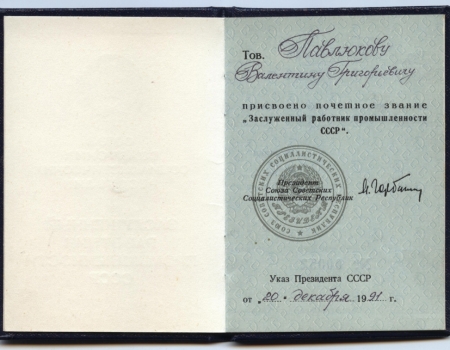 Тов. Павлюкову
Валентину Григориевичу
присвоено почетное звание
„Заслуженный работник промышленности
СССР“.
Президент
Союза Советских
Социалистических Республик
М. Горбачев
Указ Президента СССР
от „20“ декабря 1991 г.